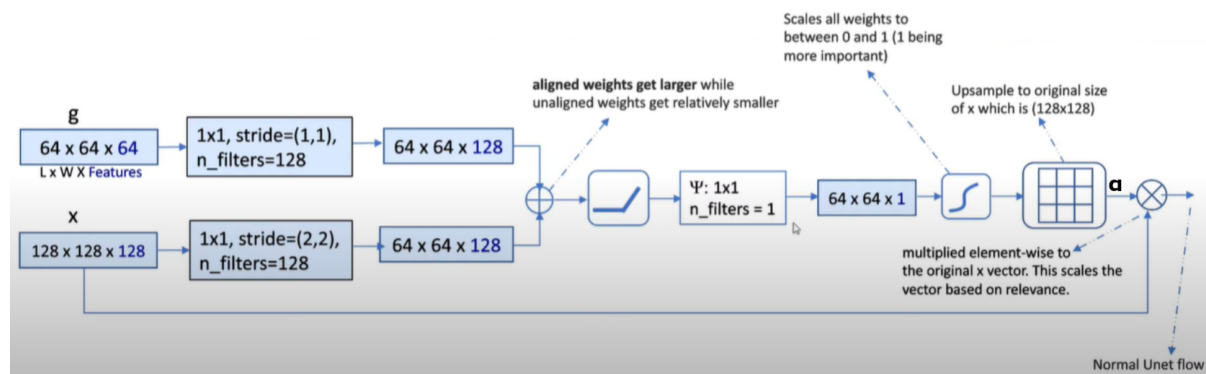 Scales all weights to
between 0 and 1 (1 being
more important)
aligned weights get larger while
unaligned weights get relatively smaller
Upsample to original size
of x which is (128x128)
g
64 x 64 x 64
L x W X Features
1x1, stride=(1,1),
n_filters=128
64 x 64 x 128
x
128 x 128 x 128
1x1, stride=(2,2),
n_filters=128
64 x 64 x 128
Ψ: 1x1
n_filters = 1
64 x 64 x 1
a
multiplied element-wise to
the original x vector. This scales the
vector based on relevance.
Normal Unet flow